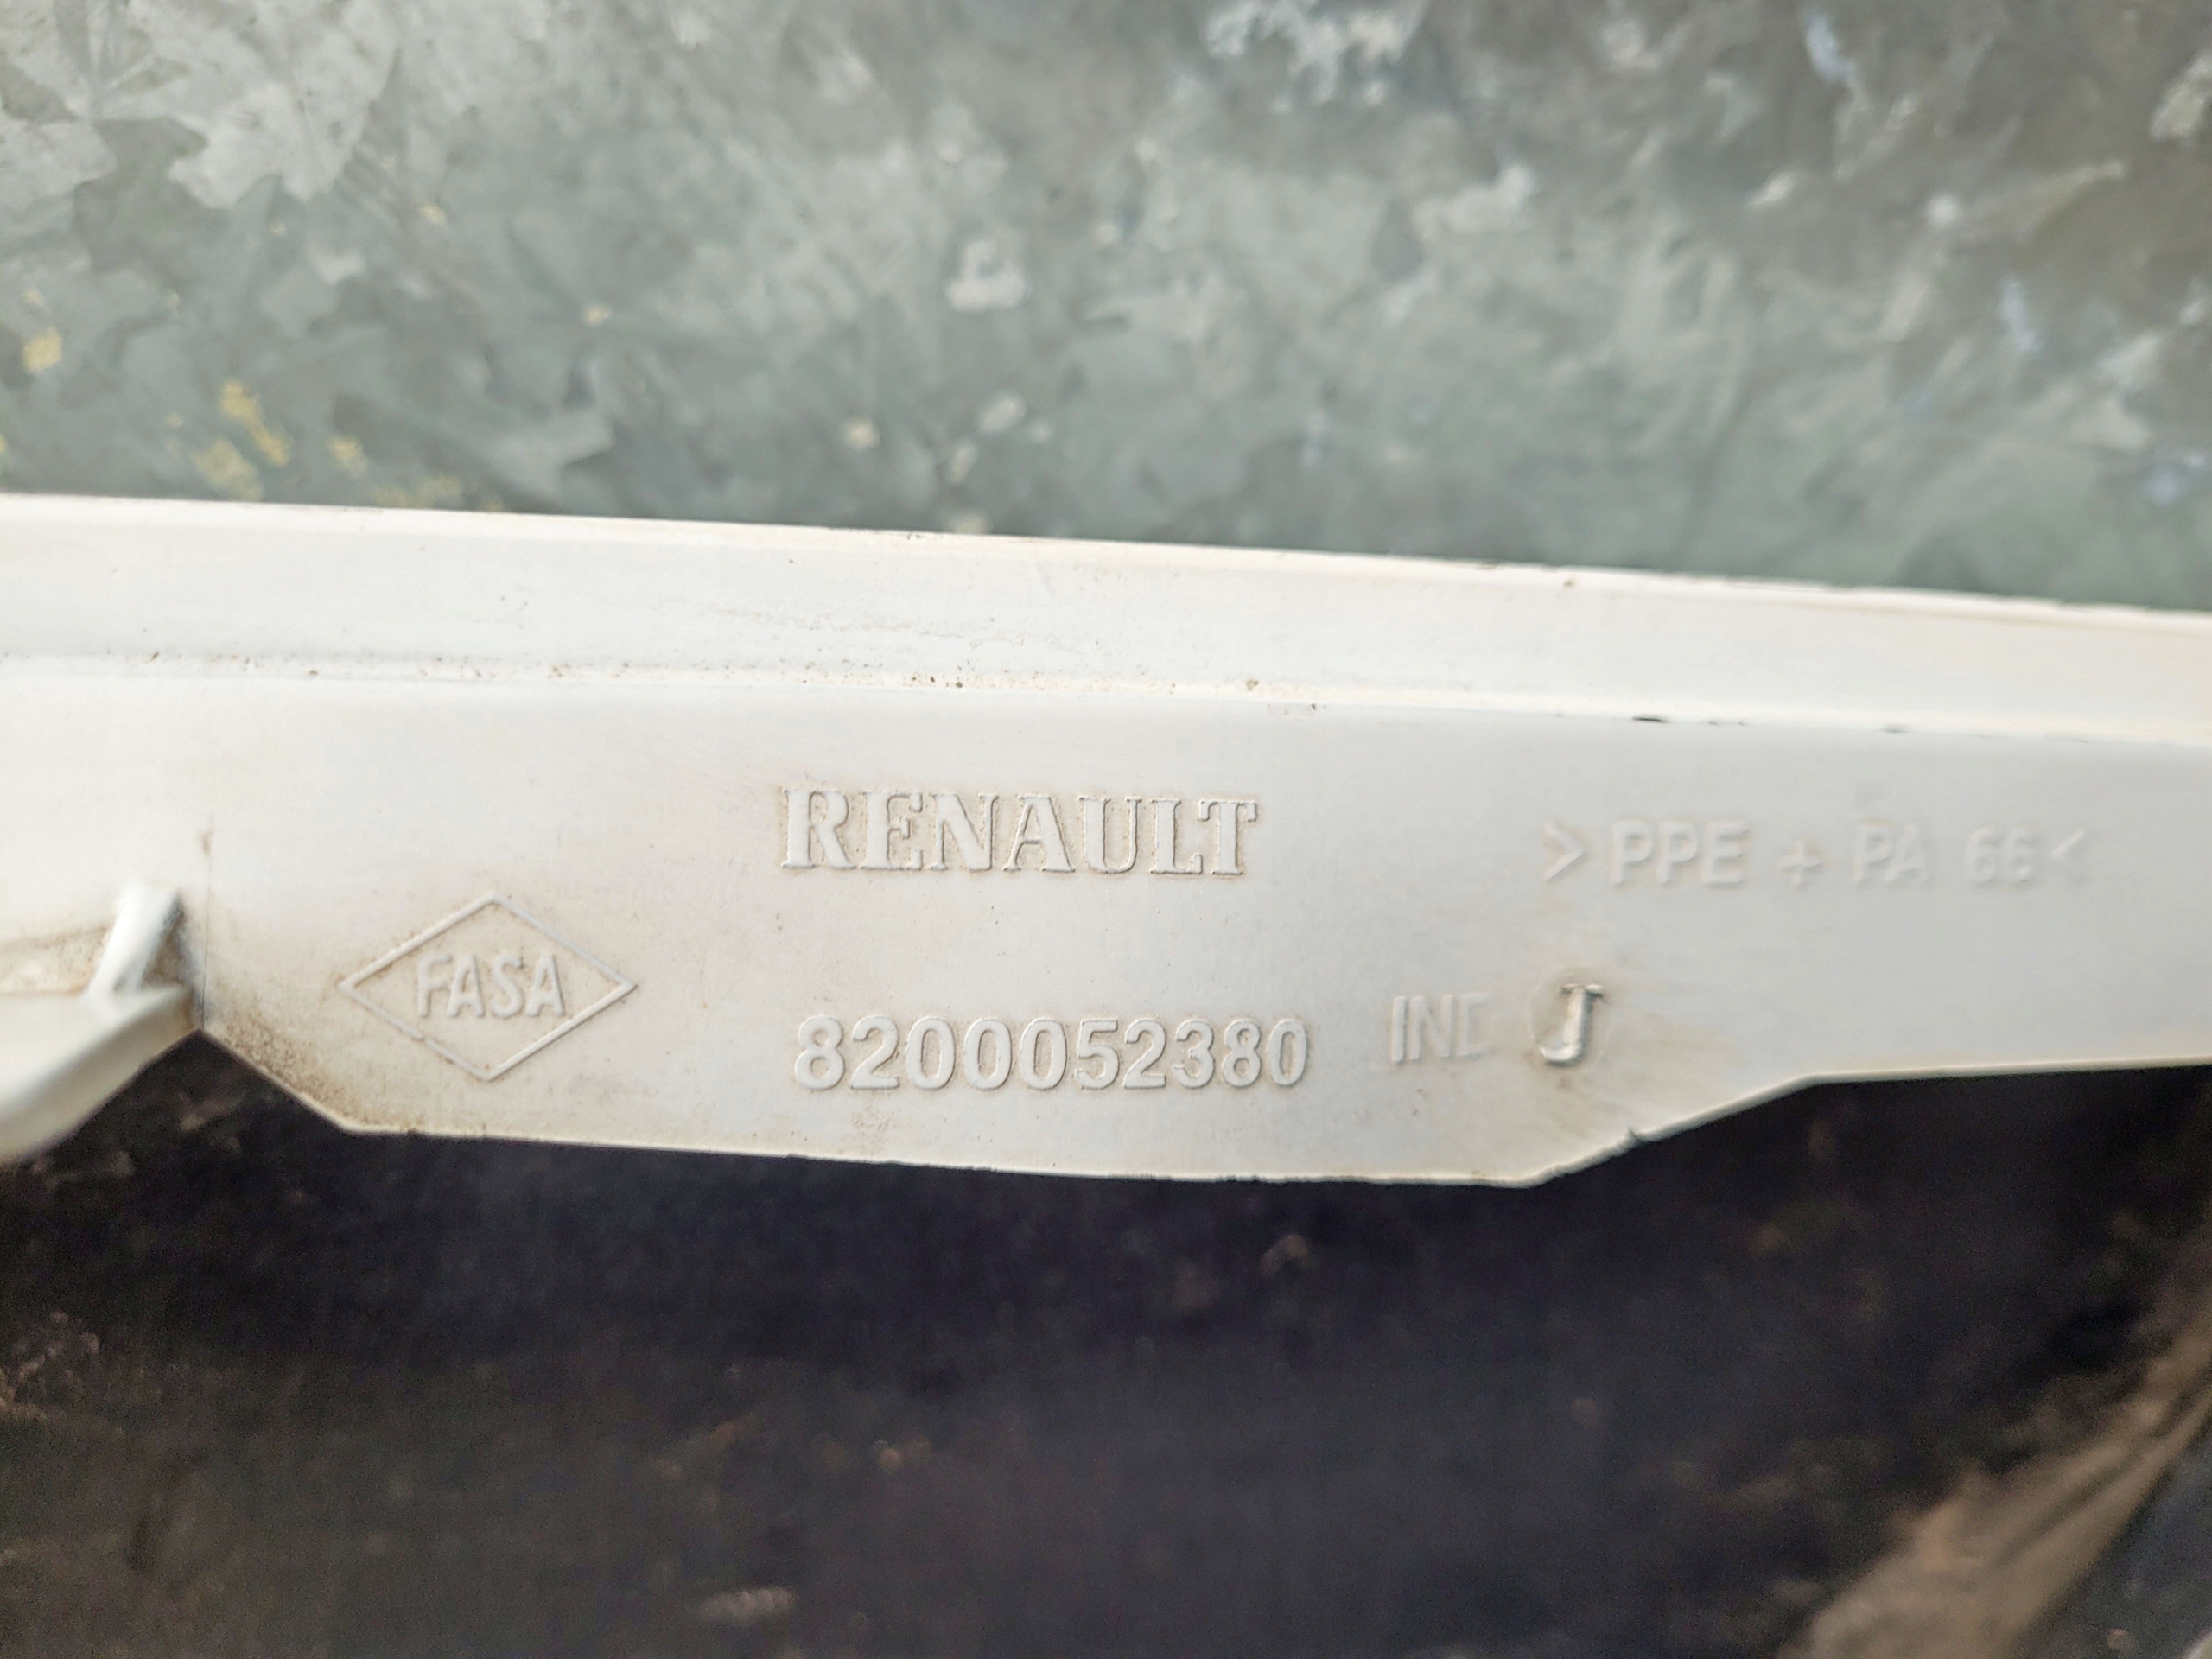 RENAULT
>PPE + PA 66<
FASA
8200052380
IND J